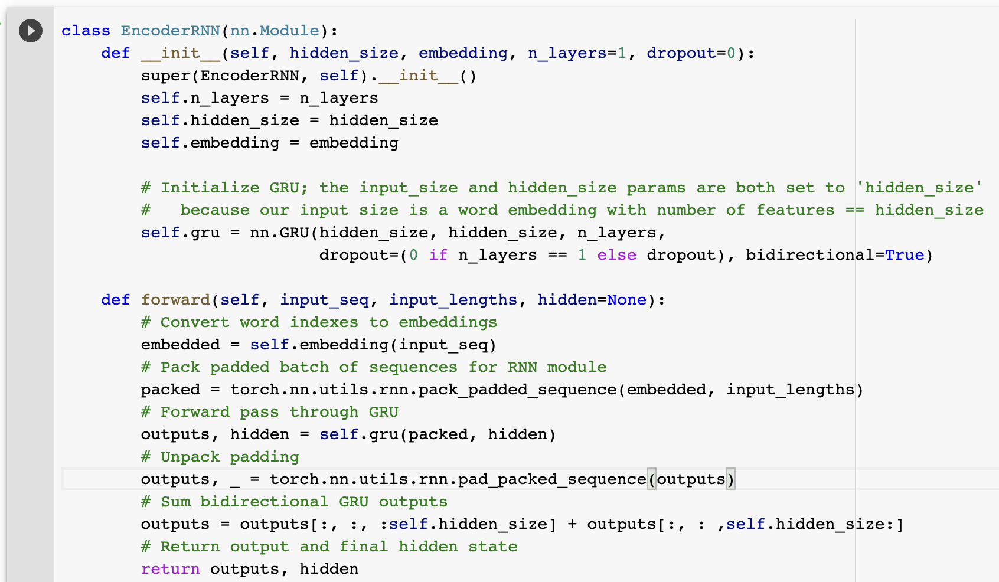 class EncoderRNN(nn.Module):
    def __init__(self, hidden_size, embedding, n_layers=1, dropout=0):
        super(EncoderRNN, self).__init__()
        self.n_layers = n_layers
        self.hidden_size = hidden_size
        self.embedding = embedding

        # Initialize GRU; the input_size and hidden_size params are both set to 'hidden_size'
        #   because our input size is a word embedding with number of features == hidden_size
        self.gru = nn.GRU(hidden_size, hidden_size, n_layers,
                          dropout=(0 if n_layers == 1 else dropout), bidirectional=True)

    def forward(self, input_seq, input_lengths, hidden=None):
        # Convert word indexes to embeddings
        embedded = self.embedding(input_seq)
        # Pack padded batch of sequences for RNN module
        packed = torch.nn.utils.rnn.pack_padded_sequence(embedded, input_lengths)
        # Forward pass through GRU
        outputs, hidden = self.gru(packed, hidden)
        # Unpack padding
        outputs, _ = torch.nn.utils.rnn.pad_packed_sequence(outputs)
        # Sum bidirectional GRU outputs
        outputs = outputs[:, :, :self.hidden_size] + outputs[:, : ,self.hidden_size:]
        # Return output and final hidden state
        return outputs, hidden